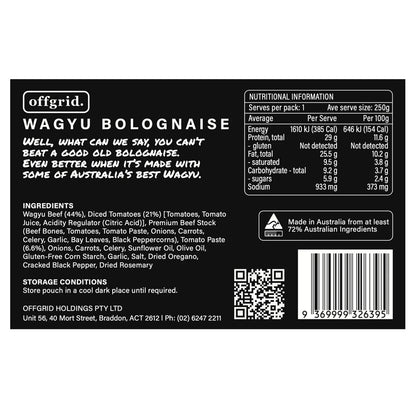 offgrid.
WAGYU BOLOGNAISE
WELL, WHAT CAN WE SAY, YOU CAN'T
BEAT A GOOD OLD BOLOGNAISE.
EVEN BETTER WHEN IT'S MADE WITH
SOME OF AUSTRALIA'S BEST WAGYU.
INGREDIENTS
Wagyu Beef (44%), Diced Tomatoes (21%) [Tomatoes, Tomato
Juice, Acidity Regulator (Citric Acid)], Premium Beef Stock
(Beef Bones, Tomatoes, Tomato Paste, Onions, Carrots,
Celery, Garlic, Bay Leaves, Black Peppercorns), Tomato Paste
(6.6%), Onions, Carrots, Celery, Sunflower Oil, Olive Oil,
Gluten-Free Corn Starch, Garlic, Salt, Dried Oregano,
Cracked Black Pepper, Dried Rosemary
STORAGE CONDITIONS
Store pouch in a cool dark place until required.
OFFGRID HOLDINGS PTY LTD
Unit 56, 40 Mort Street, Braddon, ACT 2612 | Ph: (02) 6247 2211
NUTRITIONAL INFORMATION
Serves per pack: 1 Ave serve size: 250g
Average Per Serve Per 100g
Energy 1610 kJ (385 Cal) 646 kJ (154 Cal)
Protein, total 29 g 11.6 g
- gluten Not detected Not detected
Fat, total 25.5 g 10.2 g
- saturated 9.5 g 3.8 g
Carbohydrate - total 9.2 g 3.7 g
- sugars 5.9 g 2.4 g
Sodium 933 mg 373 mg
Made in Australia from at least
72% Australian Ingredients
9 369999 326395